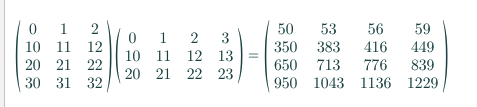 ( 0 1 2 ) ( 0 1 2 3 ) = ( 50 53 56 59 )
( 10 11 12 ) ( 10 11 12 13 ) ( 350 383 416 449 )
( 20 21 22 ) ( 20 21 22 23 ) ( 650 713 776 839 )
( 30 31 32 ) ( 950 1043 1136 1229 )